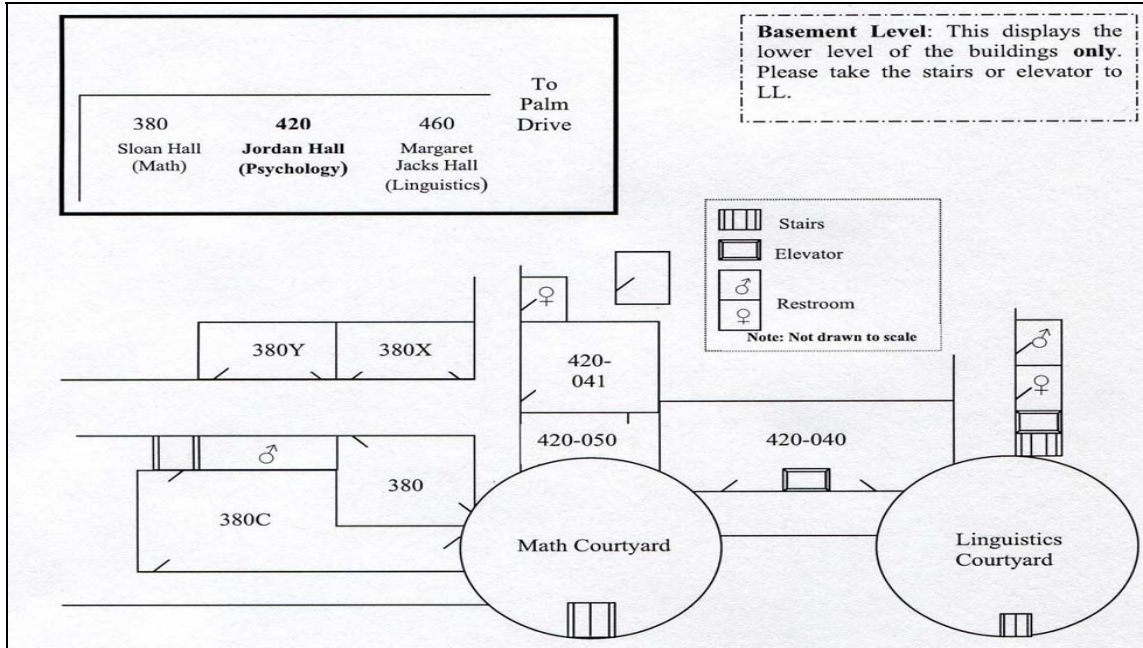 To
Palm
Drive
380
420
460
Sloan Hall
(Math)
Jordan Hall
(Psychology)
Margaret
Jacks Hall
(Linguistics)
Basement Level: This displays the
lower level of the buildings only.
Please take the stairs or elevator to
LL.
Stairs
Elevator
♂
♀
Restroom
Note: Not drawn to scale
♀
380Y
380X
420-
041
♂
♀
420-050
420-040
♂
380
380C
Math Courtyard
Linguistics
Courtyard